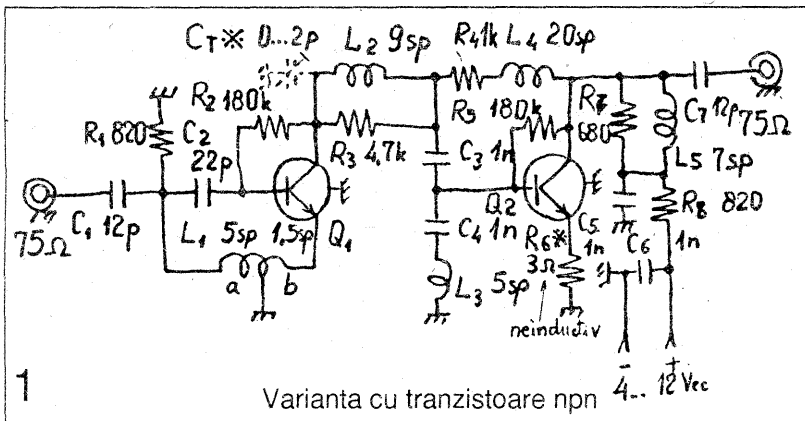 CT※ 0...2p
L2 9sp
R4 1k
L4 20sp
R2 180k
R1 820
C2
22p
R3 4,7k
R5 180k
R7
680
C7 12p
75Ω
C1 12p
75Ω
L1 5sp
1,5sp
Q1
a
b
C3 1n
C4 1n
L3 5sp
Q2
R6※
3Ω
neinductiv
C5
1n
L5 7sp
R8 820
C6
1n
- +
4... 12 Vcc
1
Varianta cu tranzistoare npn